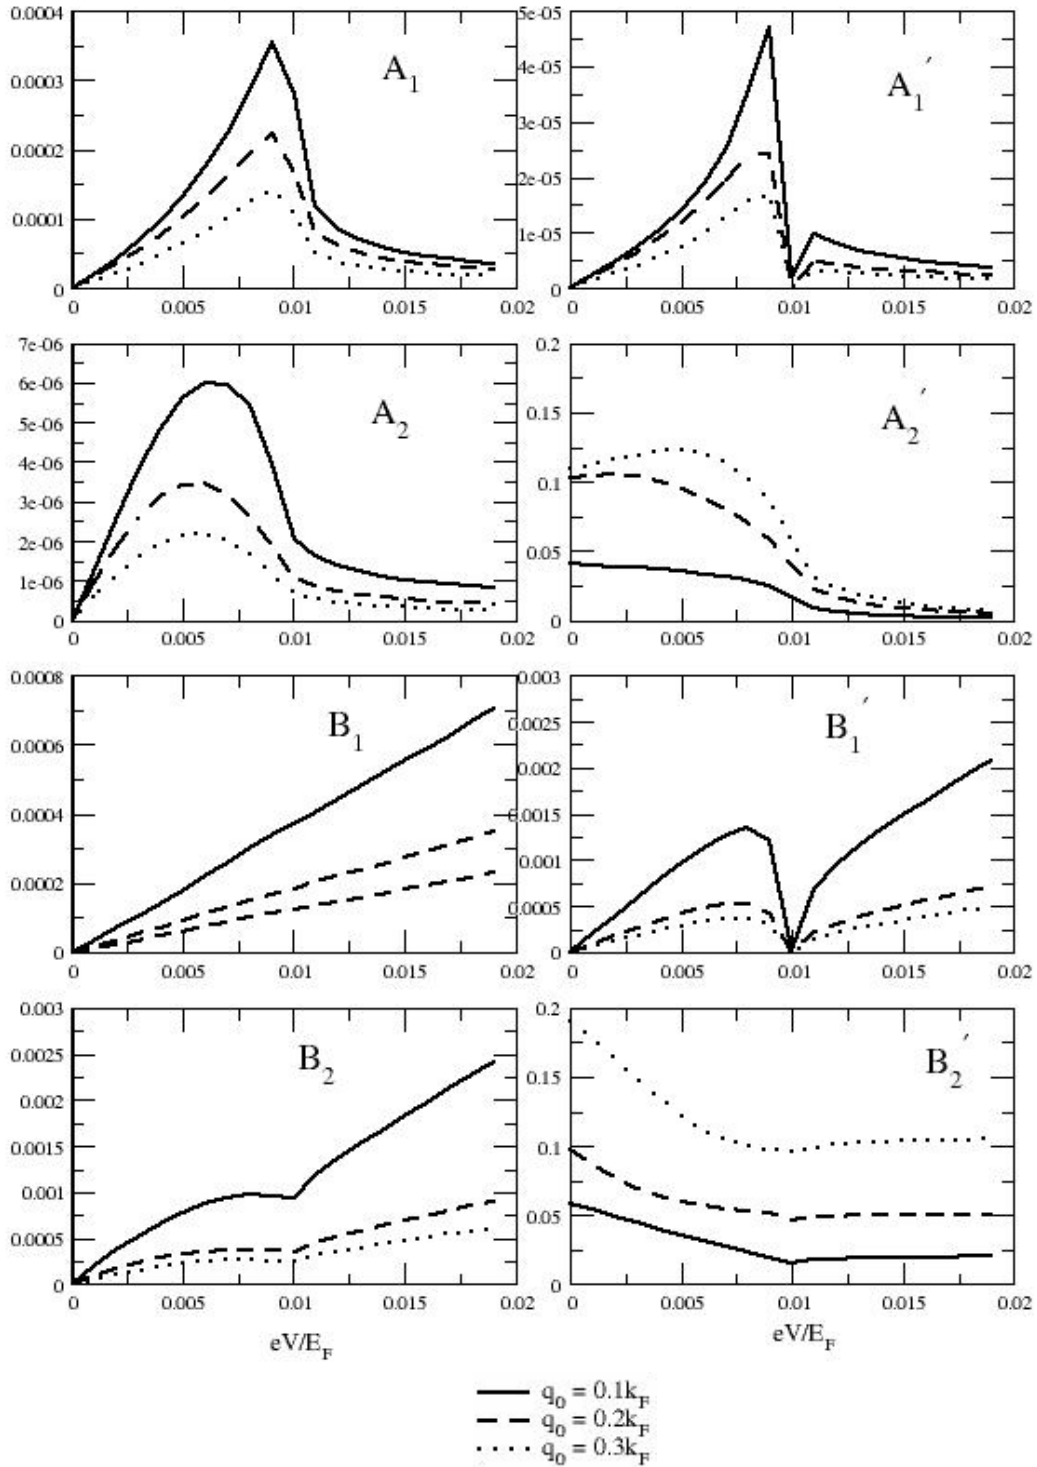 0.0004
0.0003
0.0002
0.0001
0
0 0.005 0.01 0.015 0.02
A1
5e-05
4e-05
3e-05
2e-05
1e-05
0
0.005 0.01 0.015 0.02
A1′
7e-06
6e-06
5e-06
4e-06
3e-06
2e-06
1e-06
0
0 0.005 0.01 0.015 0.02
A2
0.2
0.15
0.1
0.05
0
0 0.005 0.01 0.015 0.02
A2′
0.0008
0.0006
0.0004
0.0002
0
0 0.005 0.01 0.015 0.02
B1
0.003
0.0025
0.002
0.0015
0.001
0.0005
0
0 0.005 0.01 0.015 0.02
B1′
0.003
0.0025
0.002
0.0015
0.001
0.0005
0
0 0.005 0.01 0.015 0.02
B2
eV/EF
0.2
0.15
0.1
0.05
0
0 0.005 0.01 0.015 0.02
B2′
eV/EF
q0 = 0.1kF
q0 = 0.2kF
q0 = 0.3kF